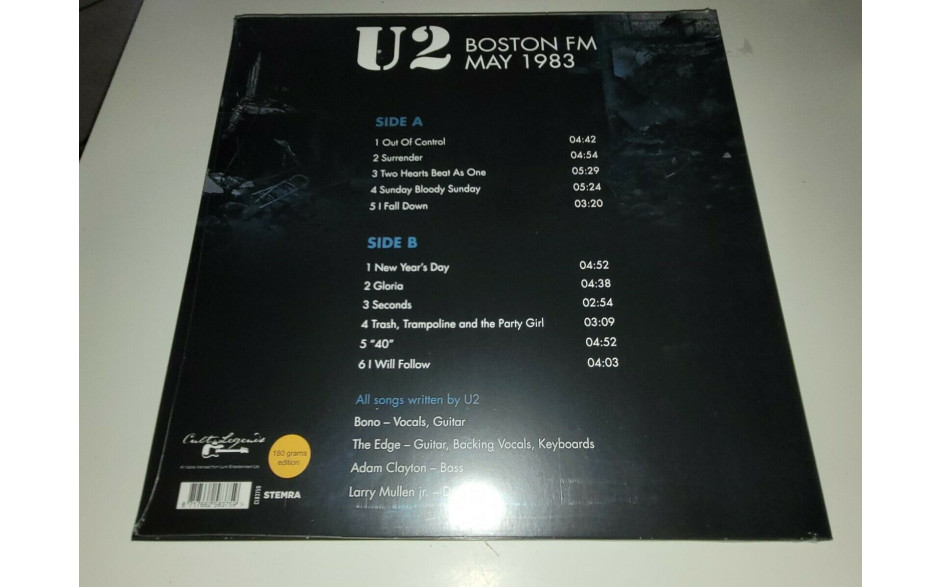 U2 BOSTON FM
MAY 1983
SIDE A
1 Out Of Control 04:42
2 Surrender 04:54
3 Two Hearts Beat As One 05:29
4 Sunday Bloody Sunday 05:24
5 I Fall Down 03:20
SIDE B
1 New Year's Day 04:52
2 Gloria 04:38
3 Seconds 02:54
4 Trash, Trampoline and the Party Girl 03:09
5 "40" 04:52
6 I Will Follow 04:03
All songs written by U2
Bono – Vocals, Guitar
The Edge – Guitar, Backing Vocals, Keyboards
Adam Clayton – Bass
Larry Mullen jr. –
Cult Legends
180 grams
edition
STEMRA